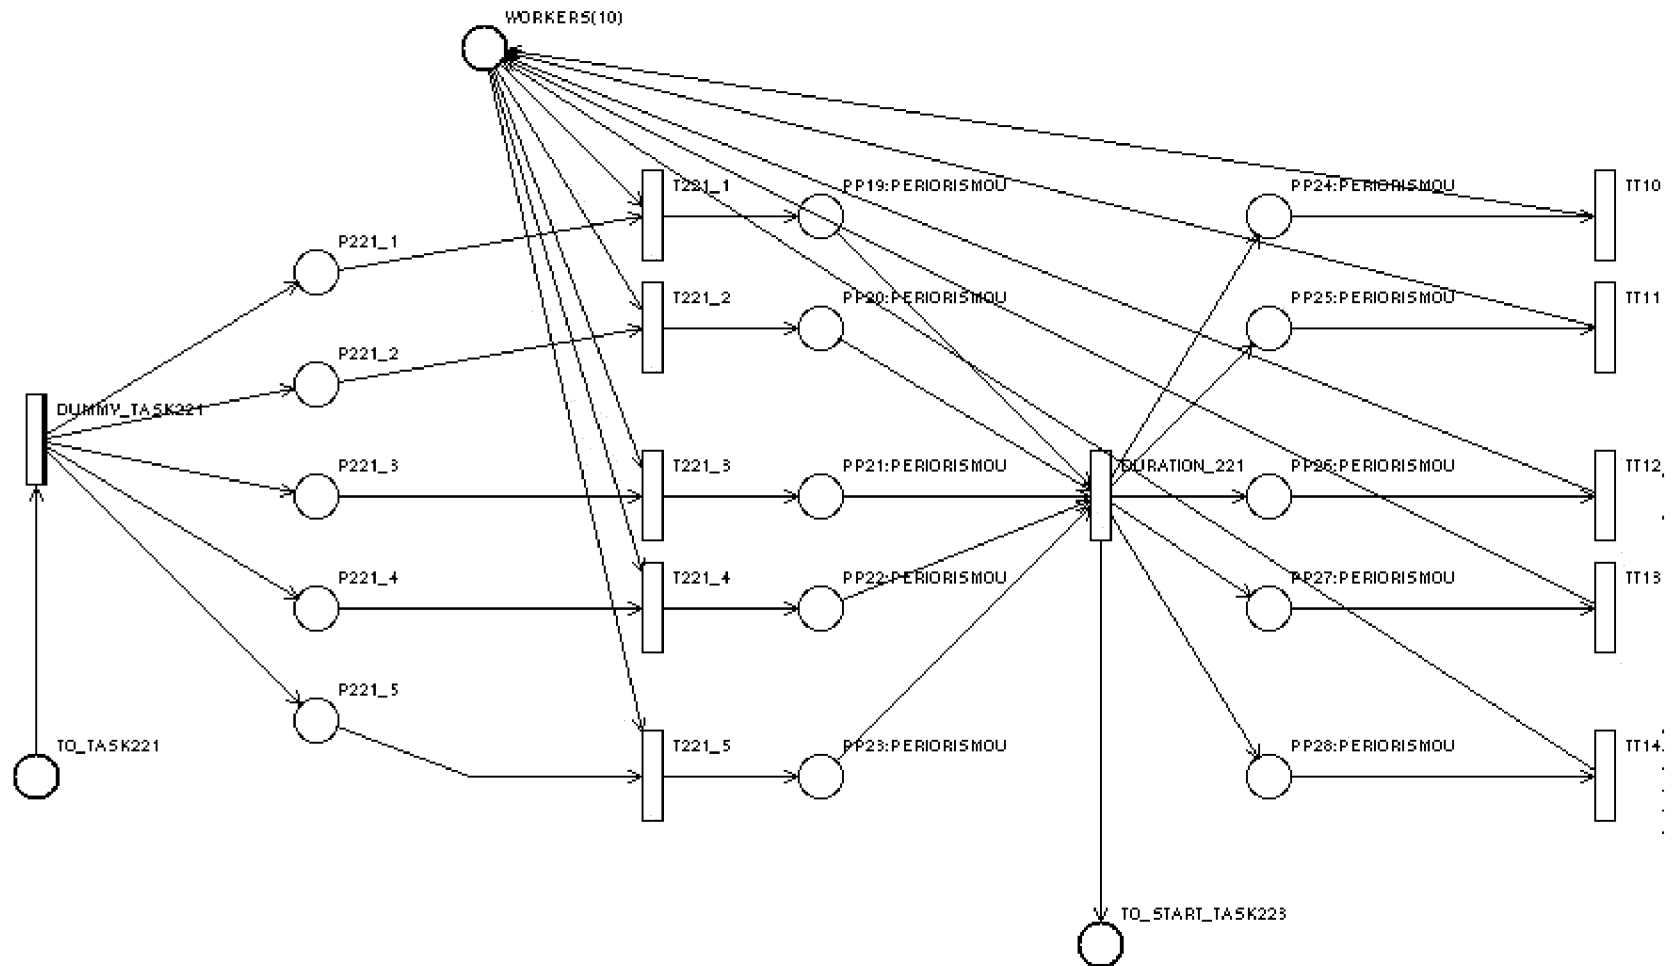 WORKERS(10)
T221_1
PP19:PERIORISMOU
PP24:PERIORISMOU
TT10
P221_1
T221_2
PP20:PERIORISMOU
PP25:PERIORISMOU
TT11
P221_2
DUMMY_TASK221
P221_3
T221_3
PP21:PERIORISMOU
DURATION_221
PP26:PERIORISMOU
TT12
P221_4
T221_4
PP22:PERIORISMOU
PP27:PERIORISMOU
TT13
P221_5
TO_TASK221
T221_5
PP23:PERIORISMOU
PP28:PERIORISMOU
TT14
TO_START_TASK223